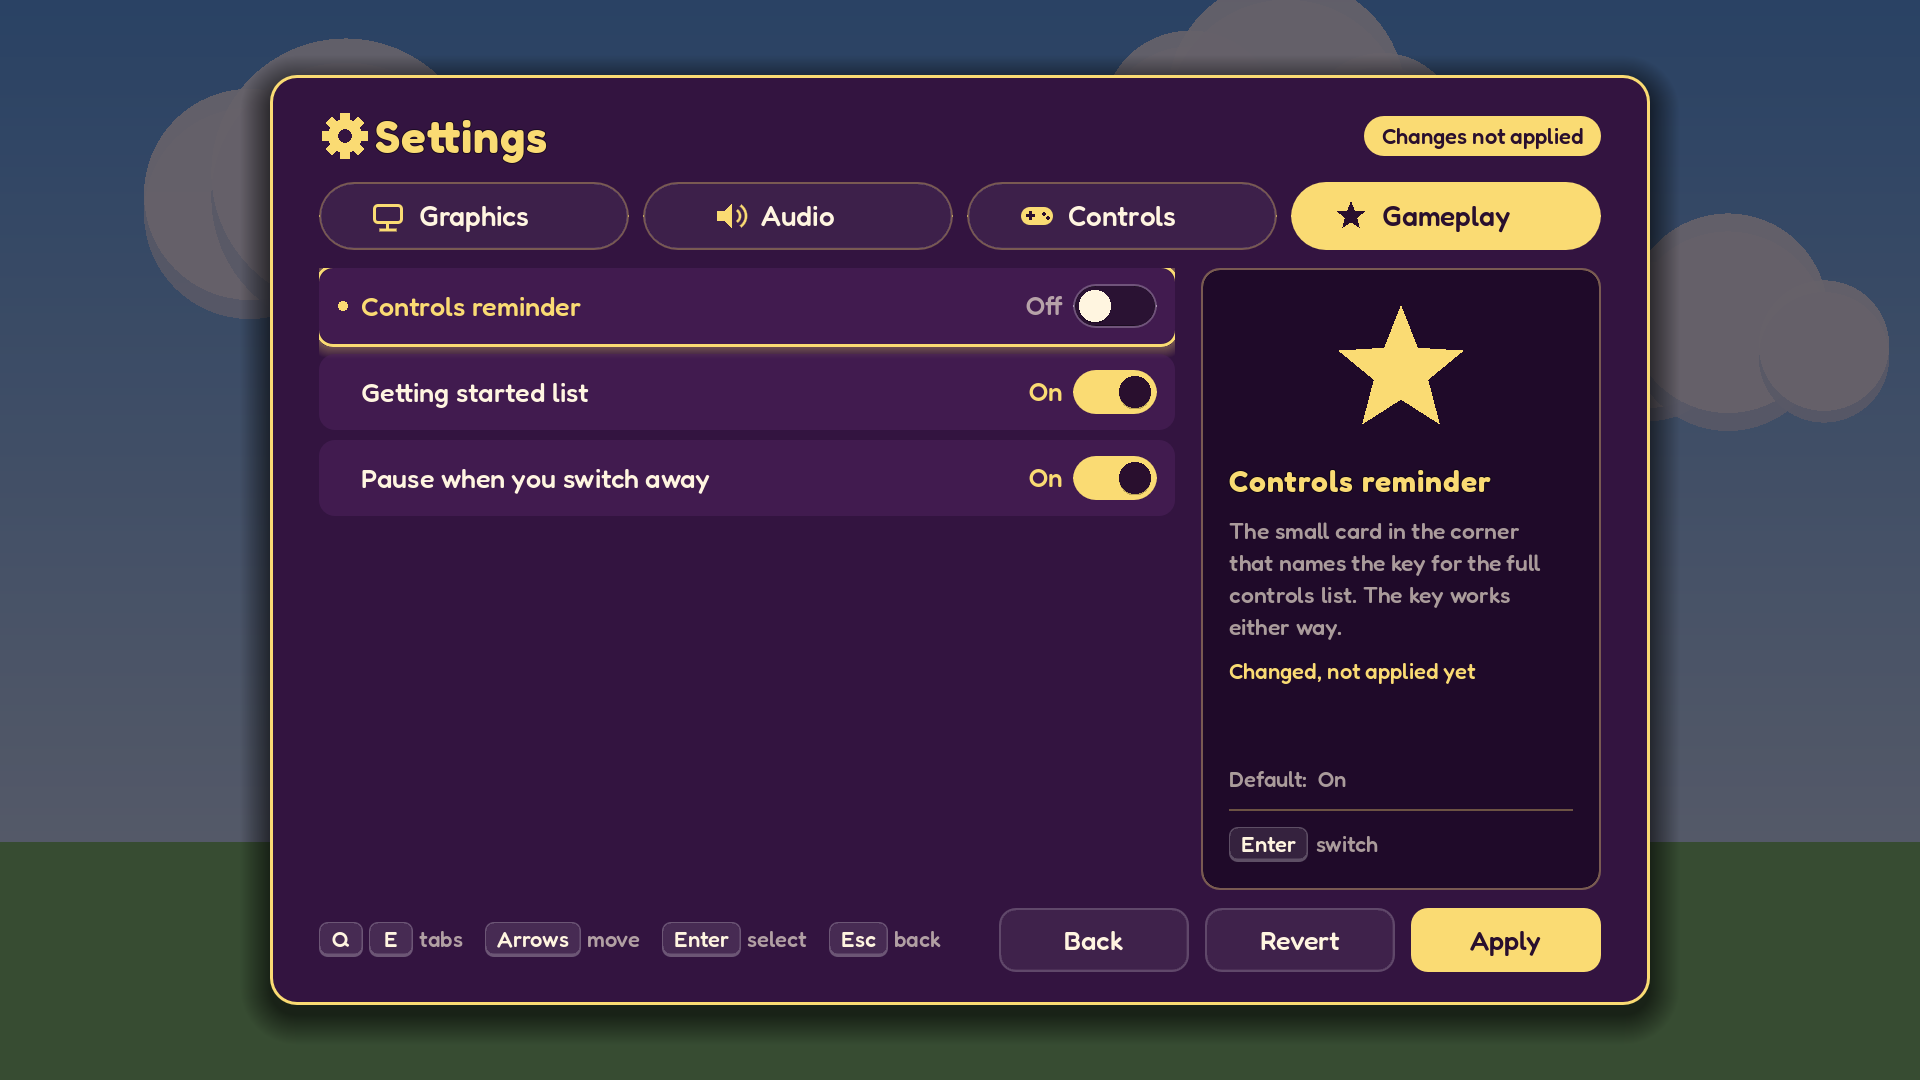 Settings
Changes not applied
Graphics
Audio
Controls
Gameplay
Controls reminder
Off
Getting started list
On
Pause when you switch away
On
Controls reminder
The small card in the corner
that names the key for the full
controls list. The key works
either way.
Changed, not applied yet
Default: On
Enter switch
Q E tabs Arrows move Enter select Esc back
Back
Revert
Apply